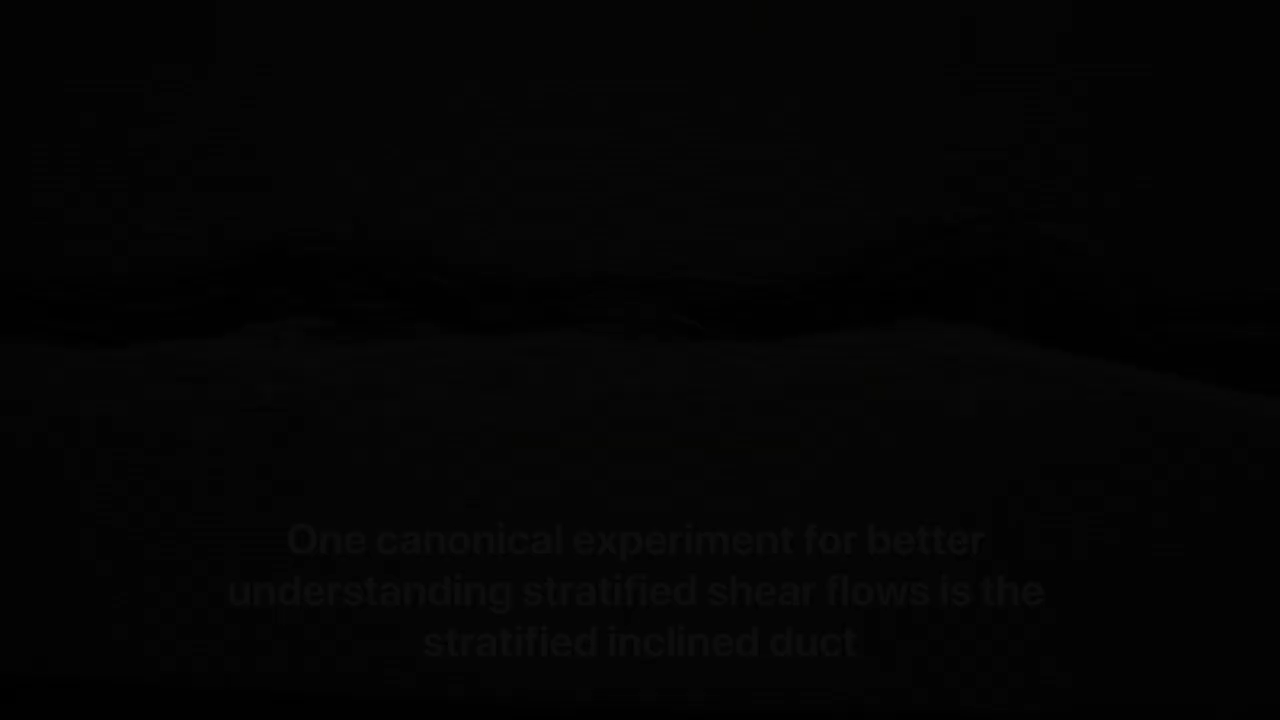 One canonical experiment for better
understanding stratified shear flows is the
stratified inclined duct